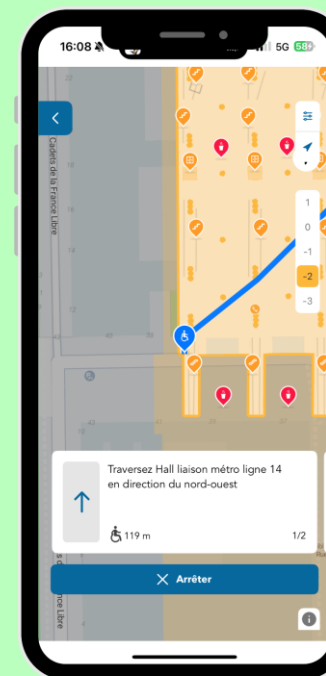 16:08
5G 58
Cadets de la France Libre
1
0
-1
-2
-3
Traversez Hall liaison métro ligne 14
en direction du nord-ouest
119 m
1/2
Arrêter